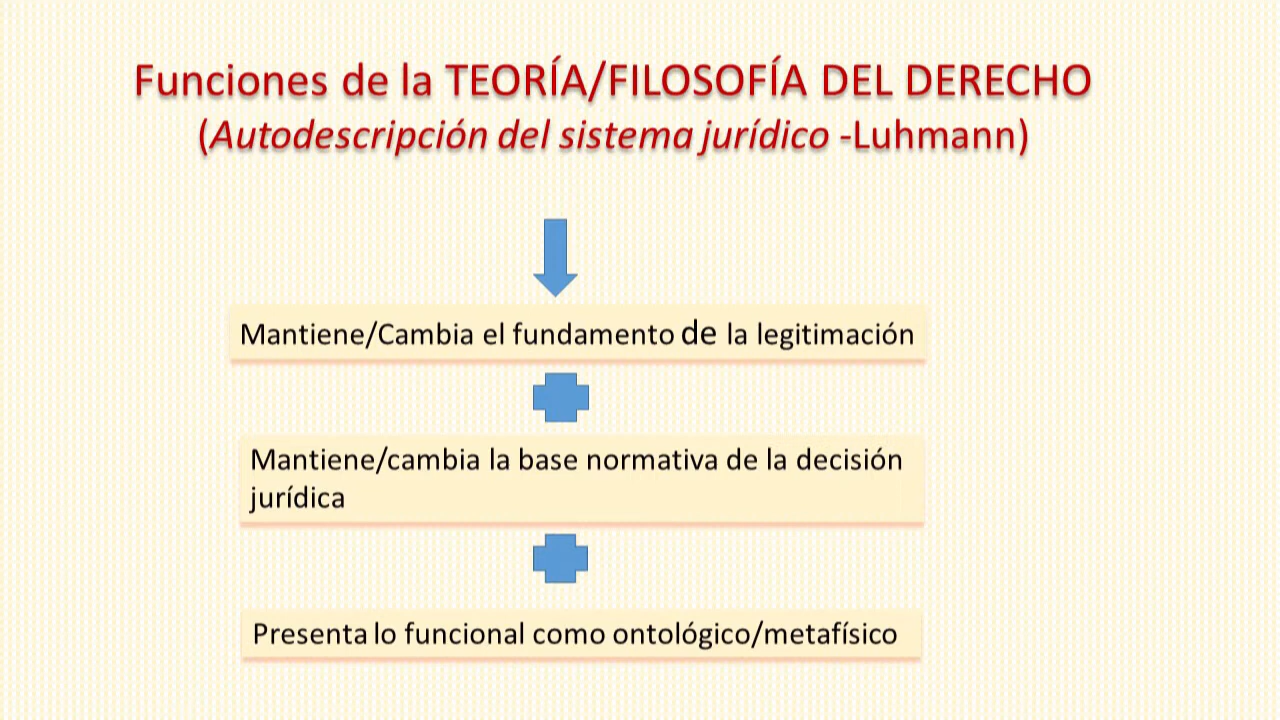 Funciones de la TEORÍA/FILOSOFÍA DEL DERECHO
(Autodescripción del sistema jurídico -Luhmann)
Mantiene/Cambia el fundamento de la legitimación
Mantiene/cambia la base normativa de la decisión
jurídica
Presenta lo funcional como ontológico/metafísico